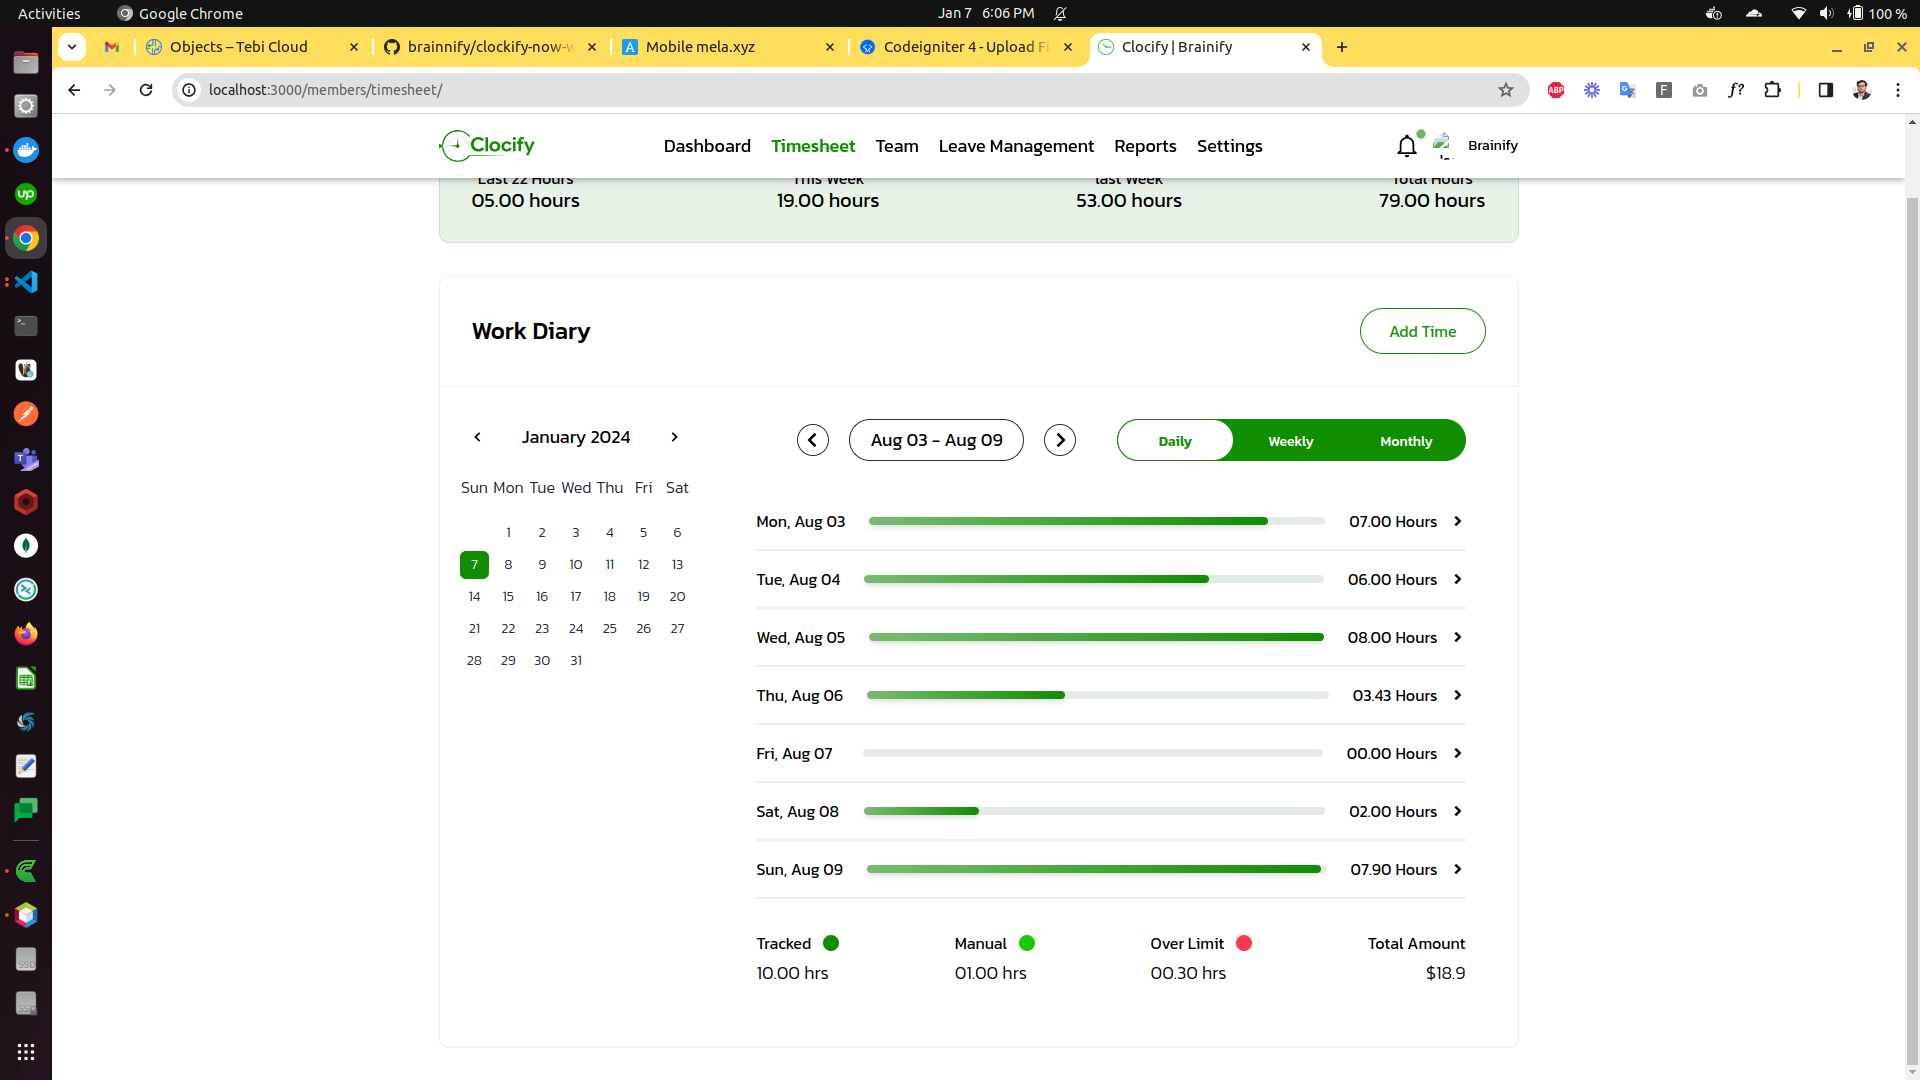 Activities
Google Chrome
Jan 7 6:06 PM
100 %
Objects – Tebi Cloud
brainnify/clockify-now-w
Mobile mela.xyz
Codeigniter 4 - Upload Fi
Clocify | Brainify
localhost:3000/members/timesheet/
ABP
F
f?
Clocify
Dashboard
Timesheet
Team
Leave Management
Reports
Settings
Brainify
Last 22 Hours
This Week
last Week
Total Hours
05.00 hours
19.00 hours
53.00 hours
79.00 hours
Work Diary
Add Time
January 2024
Aug 03 - Aug 09
Daily
Weekly
Monthly
Sun Mon Tue Wed Thu Fri Sat
1 2 3 4 5 6
7 8 9 10 11 12 13
14 15 16 17 18 19 20
21 22 23 24 25 26 27
28 29 30 31
Mon, Aug 03 07.00 Hours
Tue, Aug 04 06.00 Hours
Wed, Aug 05 08.00 Hours
Thu, Aug 06 03.43 Hours
Fri, Aug 07 00.00 Hours
Sat, Aug 08 02.00 Hours
Sun, Aug 09 07.90 Hours
Tracked
Manual
Over Limit
Total Amount
10.00 hrs
01.00 hrs
00.30 hrs
$18.9